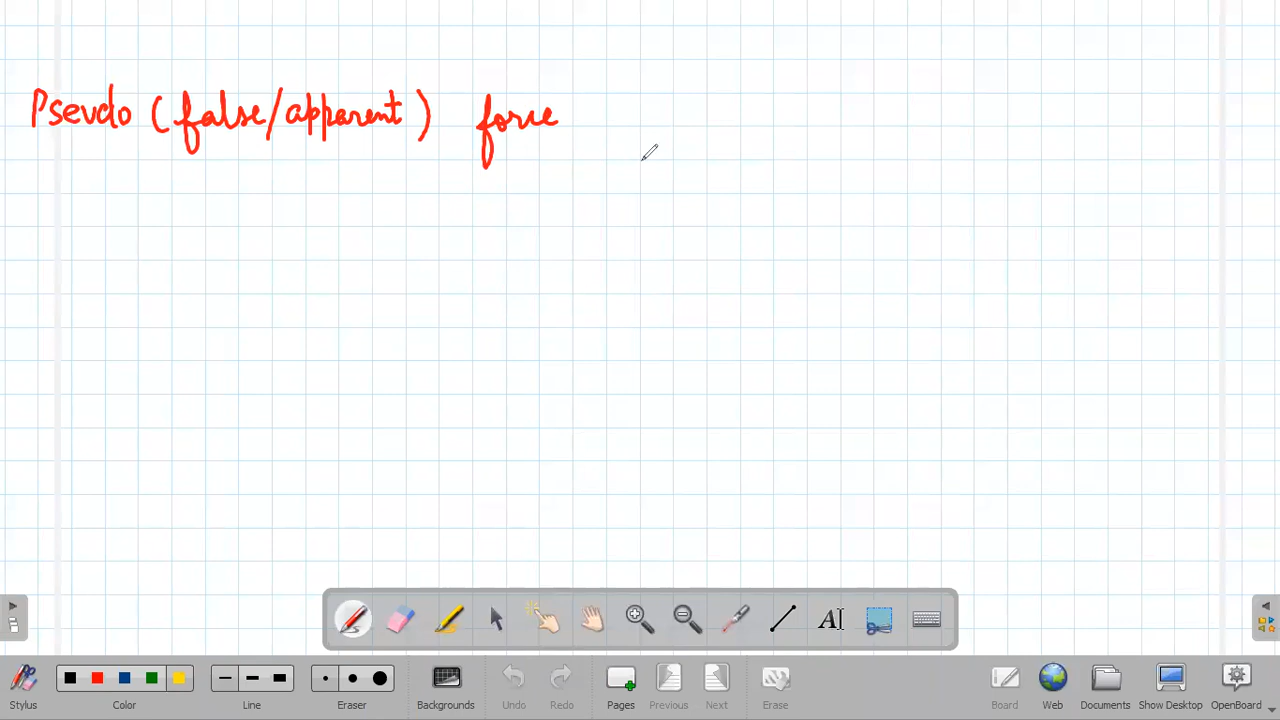 Pseudo (false/apparent) force
Stylus
Color
Line
Eraser
Backgrounds
Undo
Redo
Pages
Previous
Next
Erase
Board
Web
Documents
Show Desktop
OpenBoard